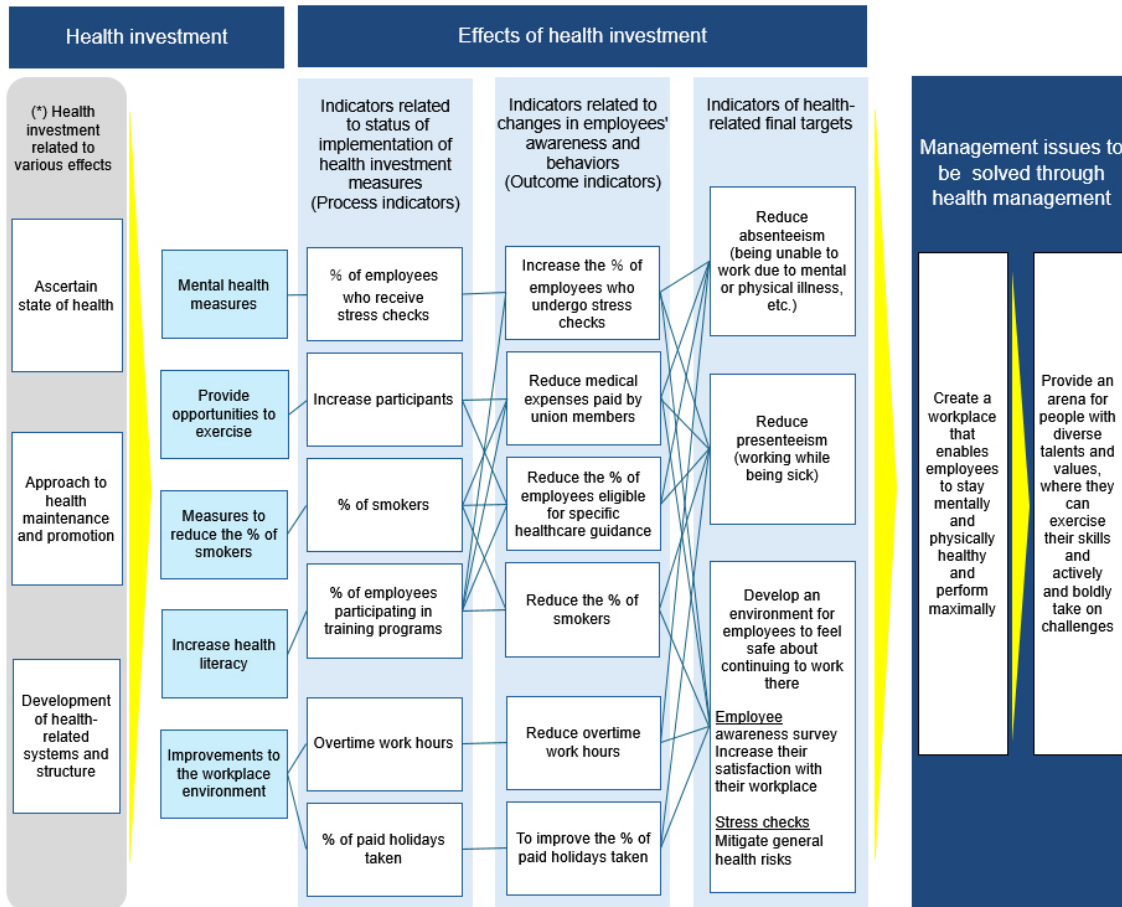 Health investment
Effects of health investment
(*) Health
investment
related to
various effects
Ascertain
state of health
Approach to
health
maintenance
and promotion
Development
of health-
related
systems and
structure
Mental health
measures
Provide
opportunities to
exercise
Measures to
reduce the % of
smokers
Increase health
literacy
Improvements to
the workplace
environment
Indicators related
to status of
implementation of
health investment
measures
(Process indicators)
% of employees
who receive
stress checks
Increase participants
% of smokers
% of employees
participating in
training programs
Overtime work hours
% of paid holidays
taken
Indicators related to
changes in employees'
awareness and
behaviors
(Outcome indicators)
Increase the % of
employees who
undergo stress
checks
Reduce medical
expenses paid by
union members
Reduce the % of
employees eligible
for specific
healthcare guidance
Reduce the % of
smokers
Reduce overtime
work hours
To improve the % of
paid holidays taken
Indicators of health-
related final targets
Reduce
absenteeism
(being unable to
work due to mental
or physical illness,
etc.)
Reduce
presenteeism
(working while
being sick)
Develop an
environment for
employees to feel
safe about
continuing to work
there
Employee
awareness survey
Increase their
satisfaction with
their workplace
Stress checks
Mitigate general
health risks
Management issues to
be solved through
health management
Create a
workplace
that
enables
employees
to stay
mentally
and
physically
healthy
and
perform
maximally
Provide an
arena for
people with
diverse
talents and
values,
where they
can
exercise
their skills
and
actively
and boldly
take on
challenges